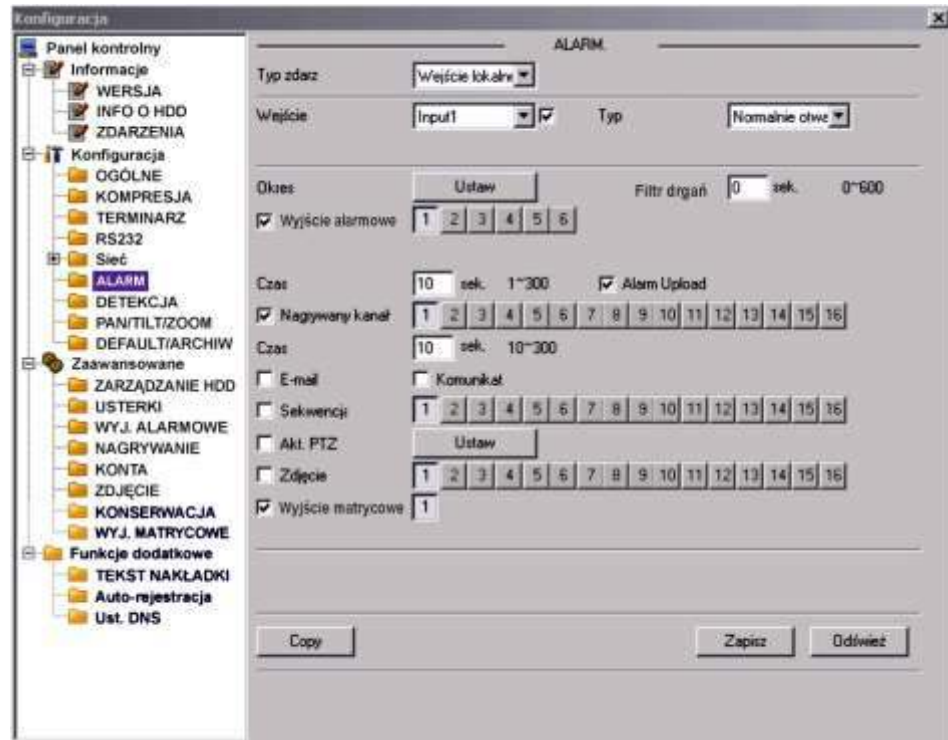 Konfiguracja
Panel kontrolny
Informacje
WERSJA
INFO O HDD
ZDARZENIA
Konfiguracja
OGÓLNE
KOMPRESJA
TERMINARZ
RS232
Sieć
ALARM
DETEKCJA
PAN/TILT/ZOOM
DEFAULT/ARCHIW
Zaawansowane
ZARZĄDZANIE HDD
USTERKI
WYJ. ALARMOWE
NAGRYWANIE
KONTA
ZDJĘCIE
KONSERWACJA
WYJ. MATRYCOWE
Funkcje dodatkowe
TEKST NAKŁADKI
Auto-rejestracja
Ust. DNS
ALARM.
Typ zdarz Wejście lokalne
Wejście Input1 Typ Normalnie otwa
Okres Ustaw Filtr drgań 0 sek. 0~600
Wyjście alarmowe 1 2 3 4 5 6
Czas 10 sek. 1~300 Alarm Upload
Nagrywany kanał 1 2 3 4 5 6 7 8 9 10 11 12 13 14 15 16
Czas 10 sek. 10~300
E-mail Komunikat
Sekwencji 1 2 3 4 5 6 7 8 9 10 11 12 13 14 15 16
Akt. PTZ Ustaw
Zdjęcie 1 2 3 4 5 6 7 8 9 10 11 12 13 14 15 16
Wyjście matrycowe 1
Copy Zapisz Odśwież